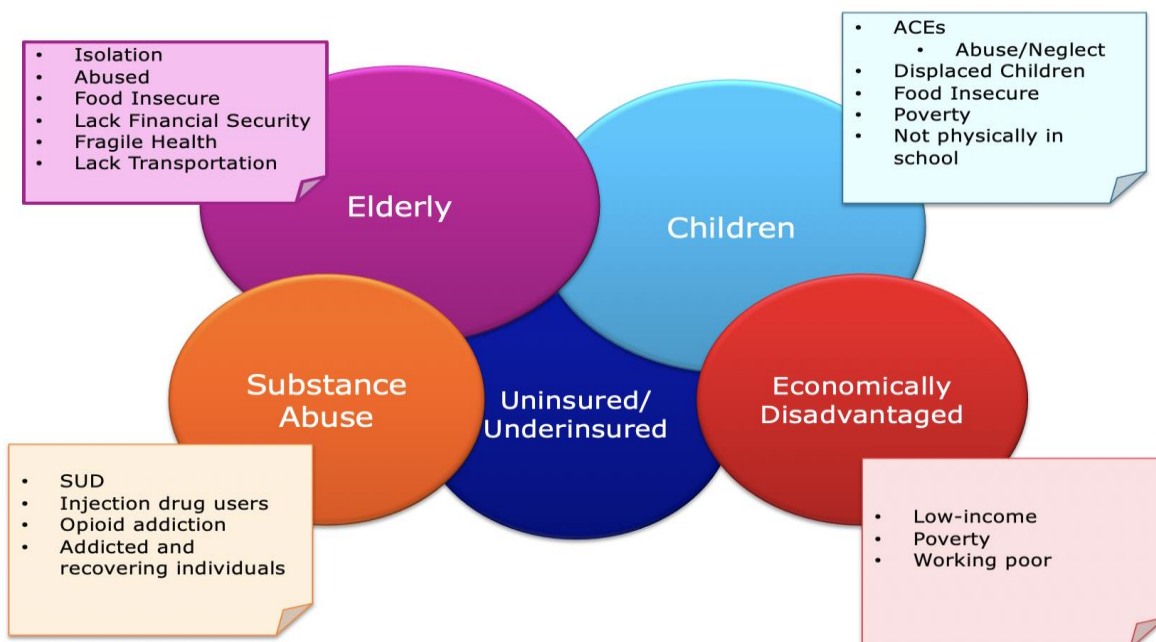 • Isolation
• Abused
• Food Insecure
• Lack Financial Security
• Fragile Health
• Lack Transportation
• ACEs
• Abuse/Neglect
• Displaced Children
• Food Insecure
• Poverty
• Not physically in
school
Elderly
Children
Substance
Abuse
Uninsured/
Underinsured
Economically
Disadvantaged
• SUD
• Injection drug users
• Opioid addiction
• Addicted and
recovering individuals
• Low-income
• Poverty
• Working poor